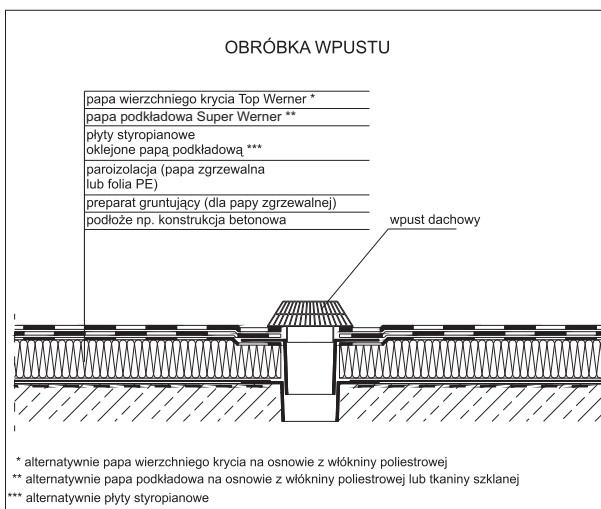 OBRÓBKA WPUSTU
papa wierzchniego krycia Top Werner *
papa podkładowa Super Werner **
płyty styropianowe
oklejone papą podkładową ***
paroizolacja (papa zgrzewalna
lub folia PE)
preparat gruntujący (dla papy zgrzewalnej)
podłoże np. konstrukcja betonowa
wpust dachowy
* alternatywnie papa wierzchniego krycia na osnowie z włókniny poliestrowej
** alternatywnie papa podkładowa na osnowie z włókniny poliestrowej lub tkaniny szklanej
*** alternatywnie płyty styropianowe